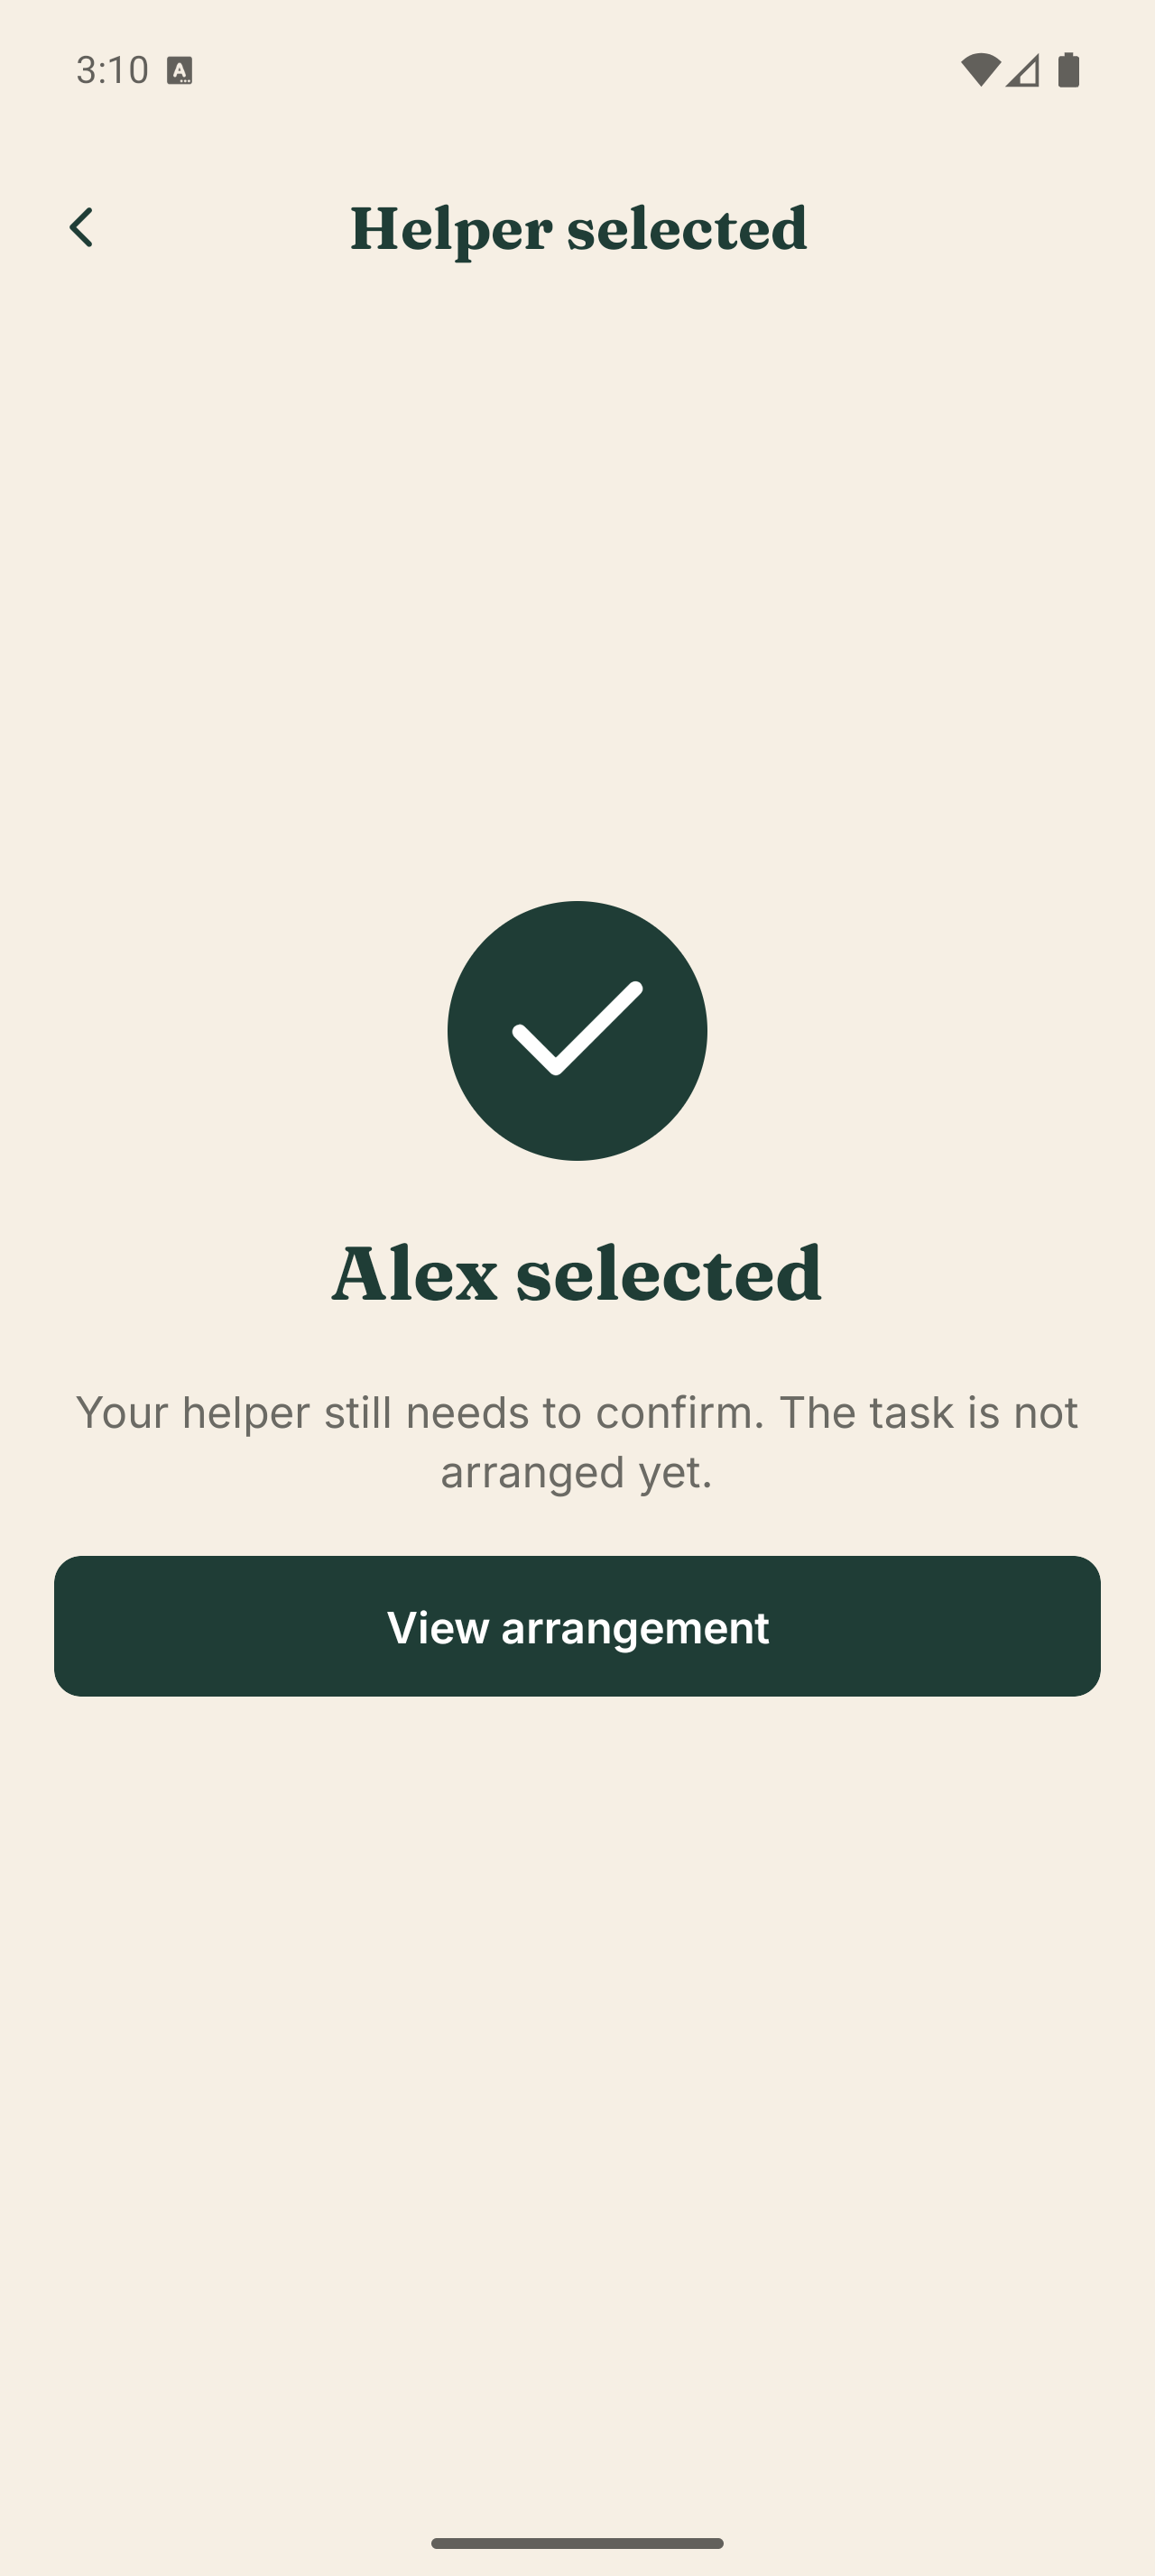 3:10
Helper selected
Alex selected
Your helper still needs to confirm. The task is not
arranged yet.
View arrangement